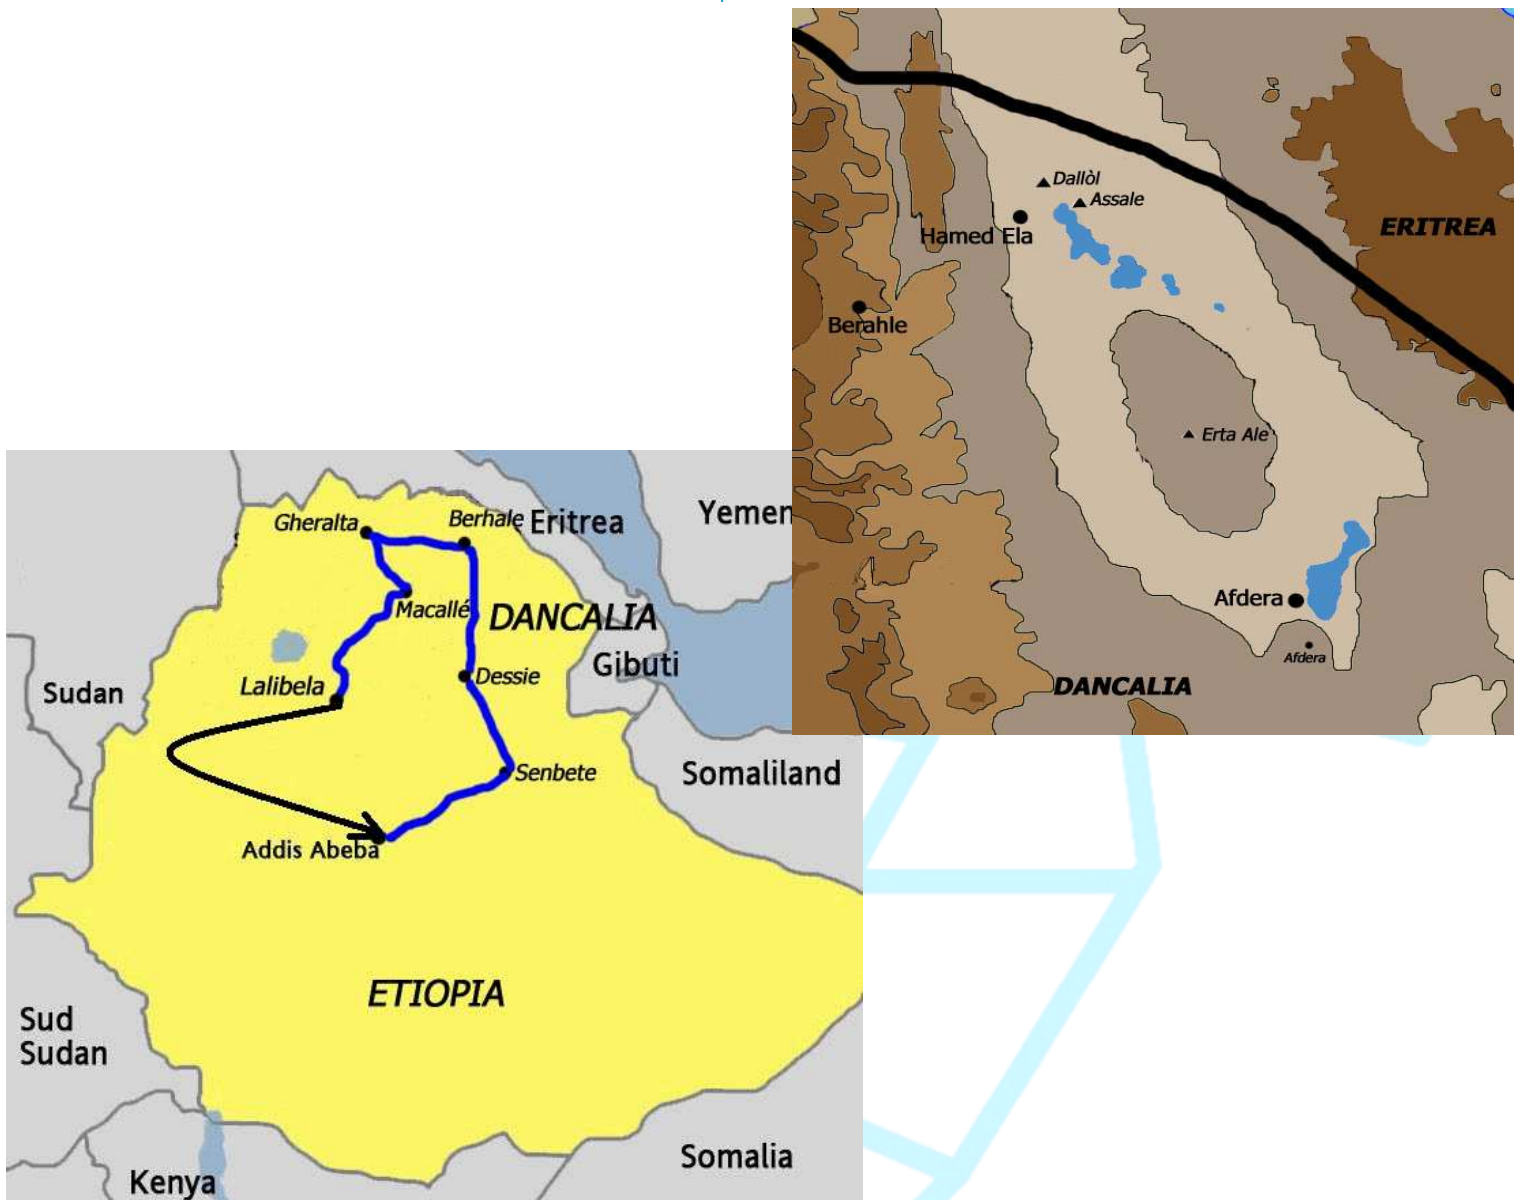 Dallòl
Assale
ERITREA
Hamed Ela
Berahle
Erta Ale
Afdera
Afdera
DANCALIA
Yemen
Gheralta
Berhale
Eritrea
Macallé
DANCALIA
Gibuti
Dessie
Lalibela
Sudan
Senbete
Somaliland
Addis Abeba
ETIOPIA
Sud
Sudan
Somalia
Kenya